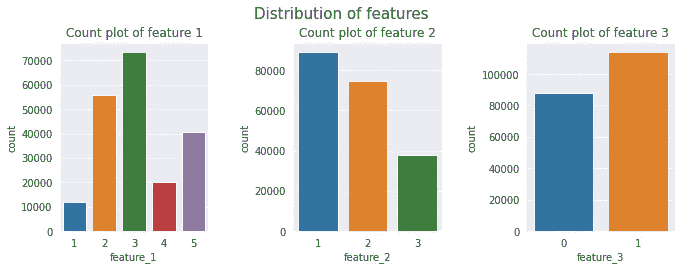 Distribution of features
Count plot of feature 1
70000
60000
50000
40000
30000
20000
10000
0
count
1 2 3 4 5
feature_1
Count plot of feature 2
80000
60000
40000
20000
0
count
1 2 3
feature_2
Count plot of feature 3
100000
80000
60000
40000
20000
0
count
0 1
feature_3